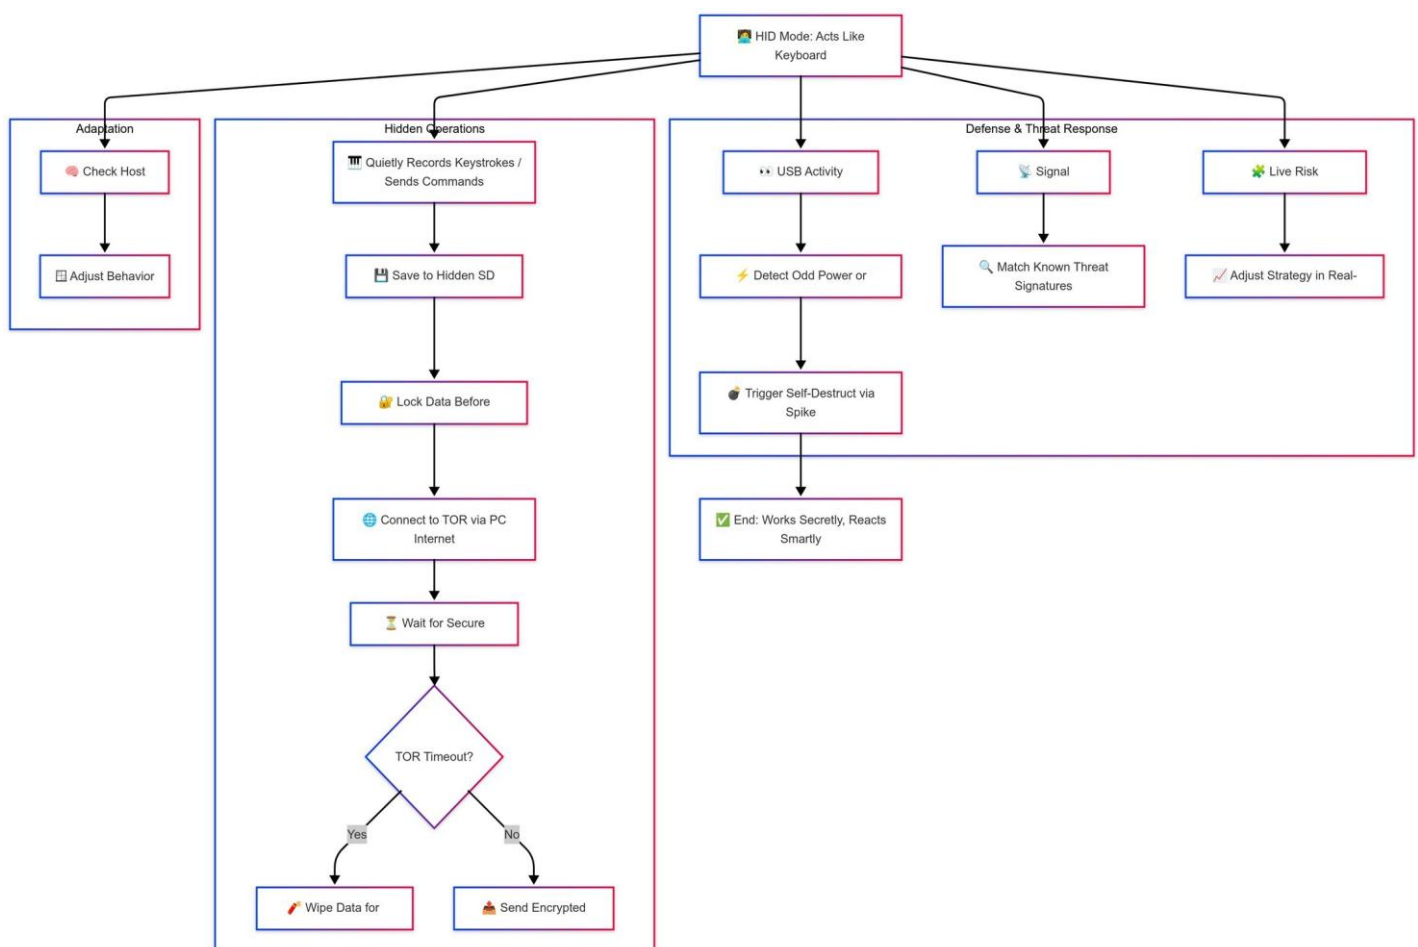 HID Mode: Acts Like
Keyboard
Adaptation
Hidden Operations
Defense & Threat Response
Check Host
Quietly Records Keystrokes /
Sends Commands
USB Activity
Signal
Live Risk
Adjust Behavior
Save to Hidden SD
Detect Odd Power or
Match Known Threat
Signatures
Adjust Strategy in Real-
Lock Data Before
Trigger Self-Destruct via
Spike
Connect to TOR via PC
Internet
End: Works Secretly, Reacts
Smartly
Wait for Secure
TOR Timeout?
Yes
No
Wipe Data for
Send Encrypted